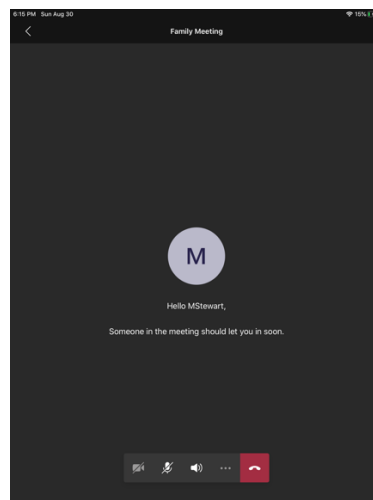 6:15 PM Sun Aug 30 15%
Family Meeting
M
Hello MStewart,
Someone in the meeting should let you in soon.